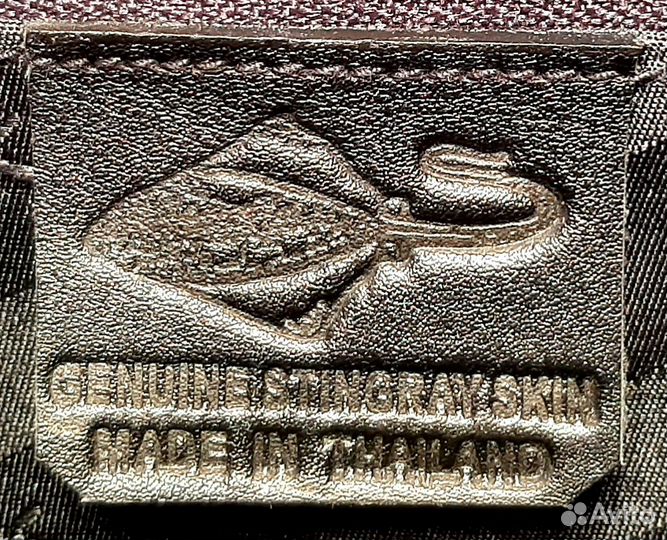 GENUINE STINGRAY SKIN
MADE IN THAILAND
Avito